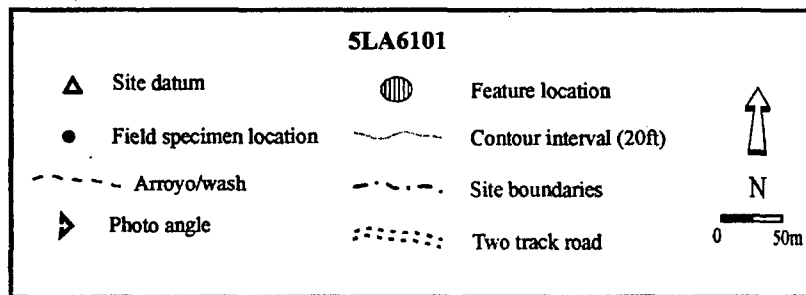 5LA6101
Site datum
Feature location
Field specimen location
Contour interval (20ft)
Arroyo/wash
Site boundaries
N
Photo angle
Two track road
0 50m